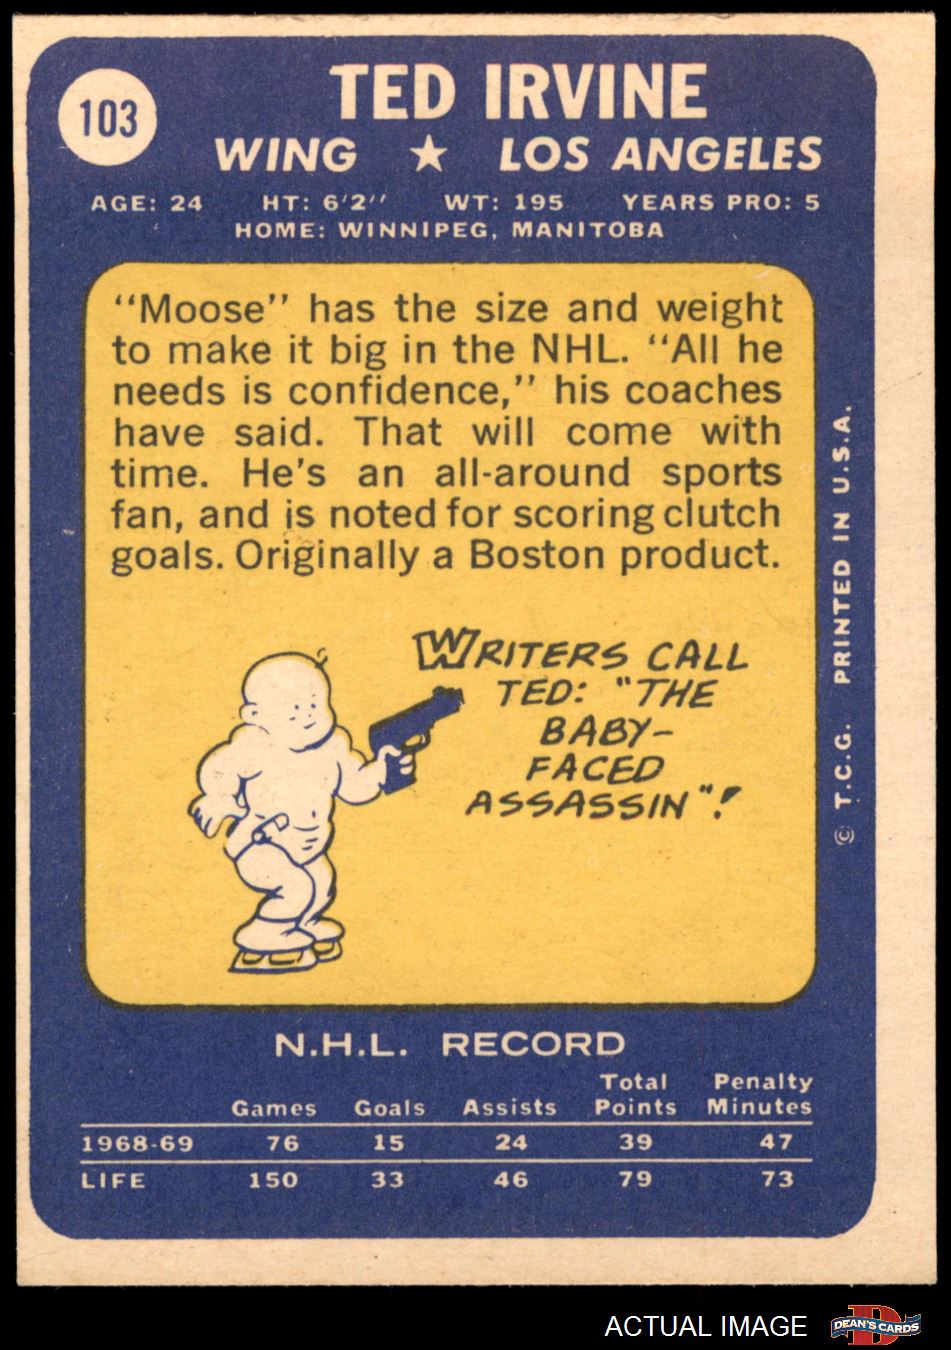 103
TED IRVINE
WING ★ LOS ANGELES
AGE: 24 HT: 6'2'' WT: 195 YEARS PRO: 5
HOME: WINNIPEG, MANITOBA
“Moose” has the size and weight
to make it big in the NHL. “All he
needs is confidence,” his coaches
have said. That will come with
time. He's an all-around sports
fan, and is noted for scoring clutch
goals. Originally a Boston product.
WRITERS CALL
TED: "THE
BABY-
FACED
ASSASSIN"!
© T.C.G. PRINTED IN U.S.A.
N.H.L. RECORD
Total Penalty
Games Goals Assists Points Minutes
1968-69 76 15 24 39 47
LIFE 150 33 46 79 73
ACTUAL IMAGE
DEAN'S CARDS